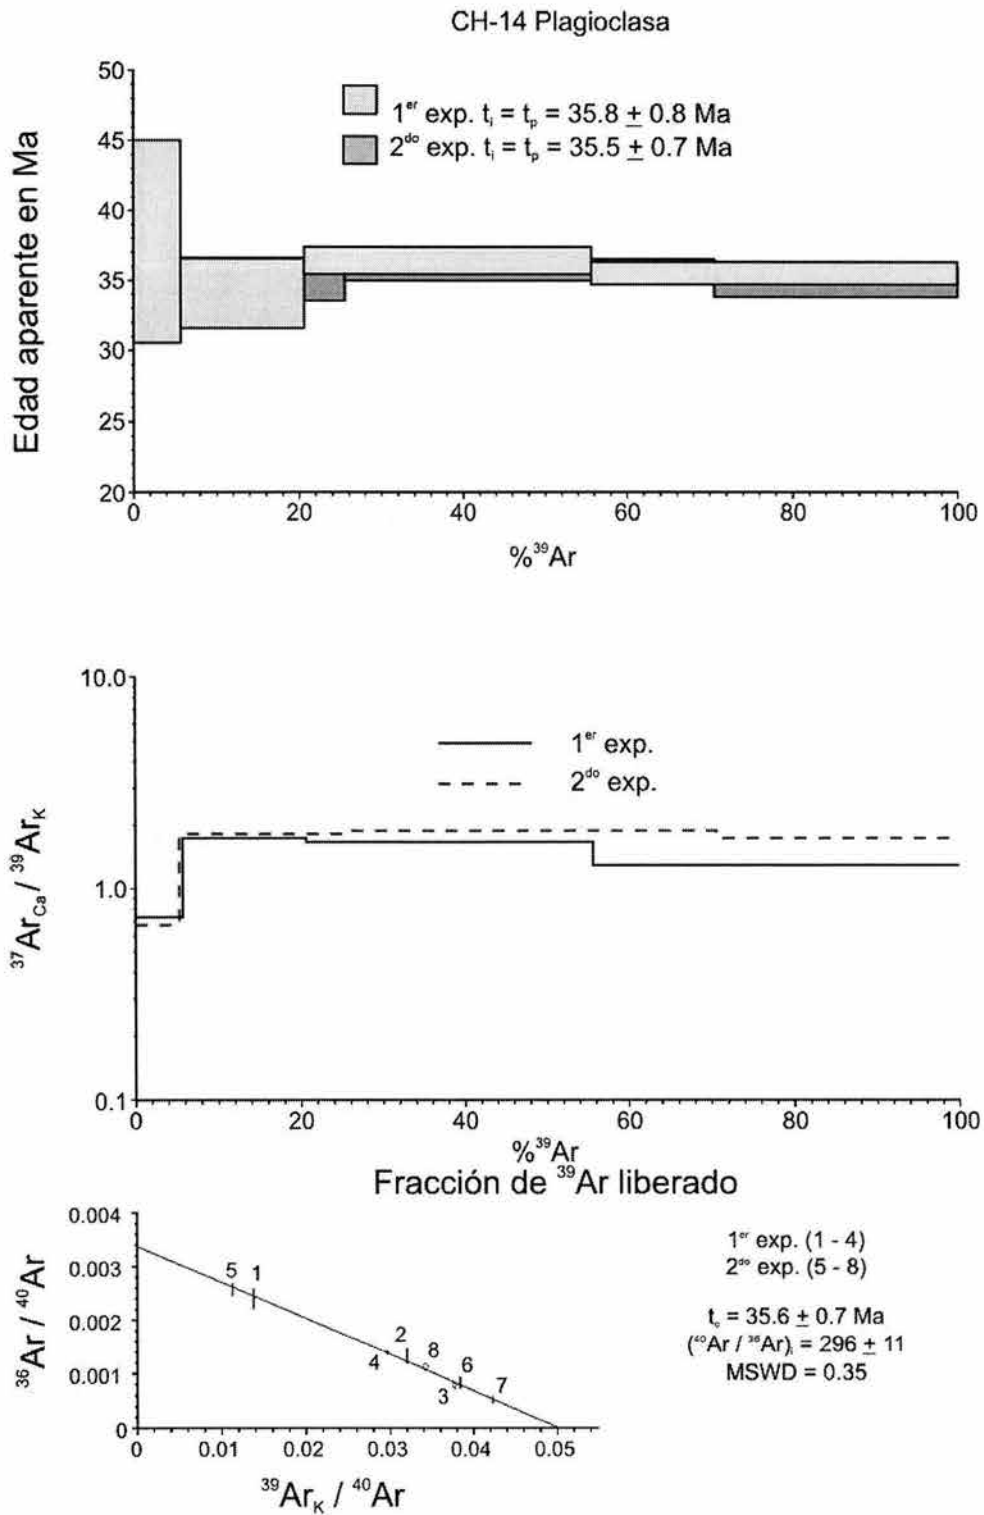 CH-14 Plagioclasa
50
45
40
35
30
25
20
Edad aparente en Ma
1er exp. ti = tp = 35.8 ± 0.8 Ma
2do exp. ti = tp = 35.5 ± 0.7 Ma
0 20 40 60 80 100
%39Ar
10.0
1.0
0.1
37ArCa / 39ArK
1er exp.
2do exp.
0 20 40 60 80 100
%39Ar
Fracción de 39Ar liberado
0.004
0.003
0.002
0.001
0
36Ar / 40Ar
5 1
2
4 8
3 6
7
0 0.01 0.02 0.03 0.04 0.05
39ArK / 40Ar
1er exp. (1 - 4)
2do exp. (5 - 8)
tc = 35.6 ± 0.7 Ma
(40Ar / 36Ar)i = 296 ± 11
MSWD = 0.35